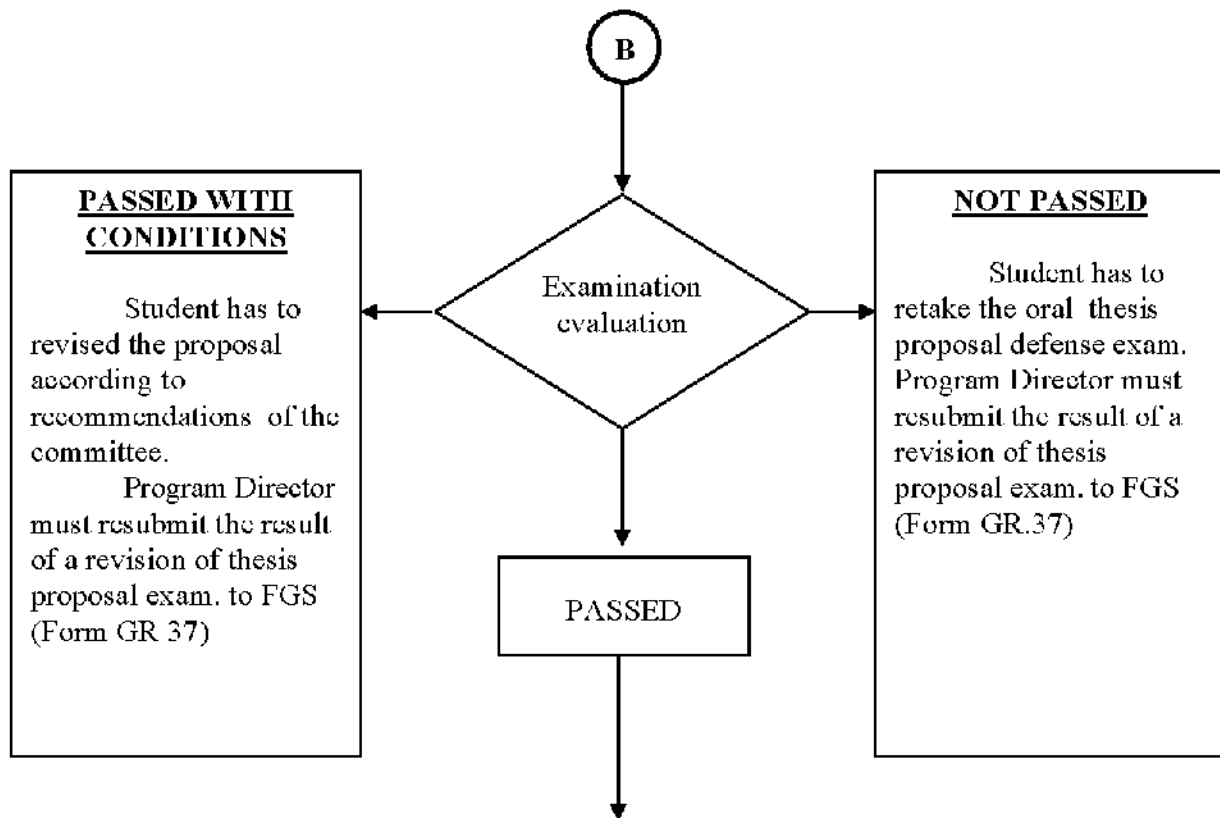 B
PASSED WITH
CONDITIONS
Student has to
revised the proposal
according to
recommendations of the
committee.
Program Director
must resubmit the result
of a revision of thesis
proposal exam. to FGS
(Form GR 37)
Examination
evaluation
PASSED
NOT PASSED
Student has to
retake the oral thesis
proposal defense exam.
Program Director must
resubmit the result of a
revision of thesis
proposal exam. to FGS
(Form GR.37)